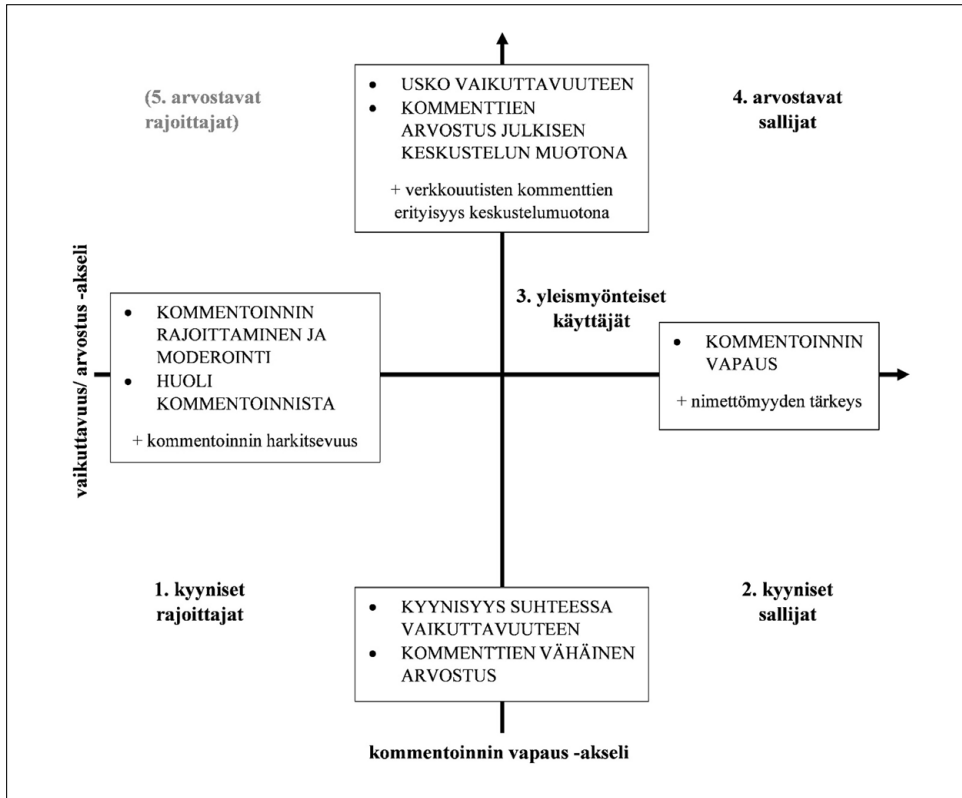 (5. arvostavat
rajoittajat)
• USKO VAIKUTTAVUUTEEN
• KOMMENTTIEN
ARVOSTUS JULKISEN
KESKUSTELUN MUOTONA
+ verkkouutisten kommenttien
erityisyys keskustelumuotona
4. arvostavat
sallijat
vaikuttavuus/ arvostus -akseli
• KOMMENTOINNIN
RAJOITTAMINEN JA
MODEROINTI
• HUOLI
KOMMENTOINNISTA
+ kommentoinnin harkitsevuus
3. yleismyönteiset
käyttäjät
• KOMMENTOINNIN
VAPAUS
+ nimettömyyden tärkeys
1. kyyniset
rajoittajat
• KYYNISYYS SUHTEESSA
VAIKUTTAVUUTEEN
• KOMMENTTIEN VÄHÄINEN
ARVOSTUS
2. kyyniset
sallijat
kommentoinnin vapaus -akseli